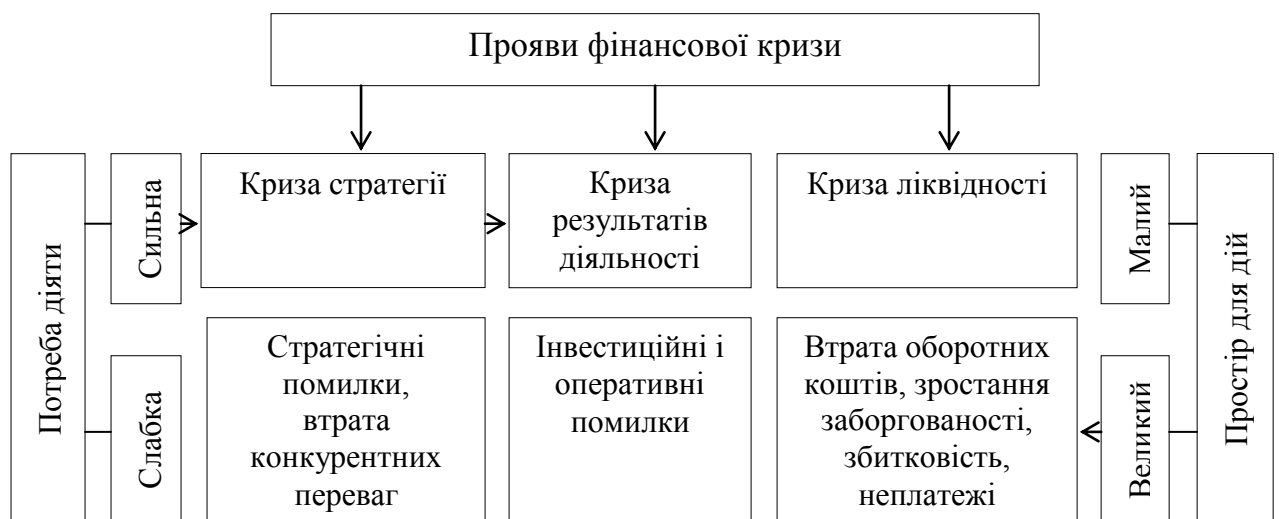 Прояви фінансової кризи
Потреба діяти
Сильна
Криза стратегії
Криза
результатів
діяльності
Криза ліквідності
Малий
Простір для дій
Слабка
Стратегічні
помилки,
втрата
конкурентних
переваг
Інвестиційні і
оперативні
помилки
Втрата оборотних
коштів, зростання
заборгованості,
збитковість,
неплатежі
Великий